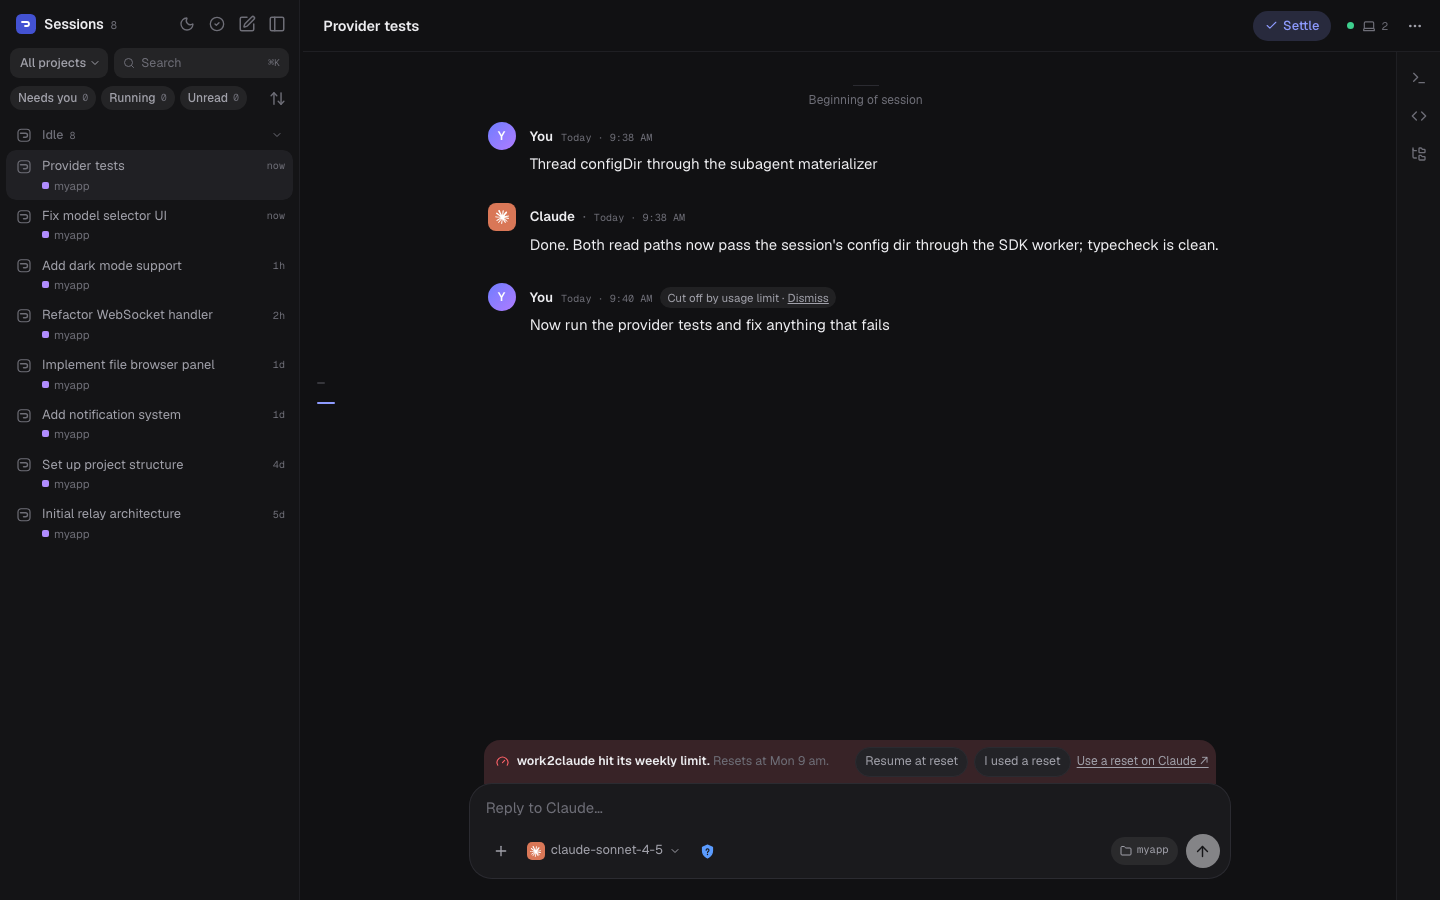 Sessions 8
All projects
Search ⌘K
Needs you 0
Running 0
Unread 0
Idle 8
Provider tests now
myapp
Fix model selector UI now
myapp
Add dark mode support 1h
myapp
Refactor WebSocket handler 2h
myapp
Implement file browser panel 1d
myapp
Add notification system 1d
myapp
Set up project structure 4d
myapp
Initial relay architecture 5d
myapp
Provider tests
Settle
2
Beginning of session
Y
You Today · 9:38 AM
Thread configDir through the subagent materializer
Claude · Today · 9:38 AM
Done. Both read paths now pass the session's config dir through the SDK worker; typecheck is clean.
Y
You Today · 9:40 AM Cut off by usage limit · Dismiss
Now run the provider tests and fix anything that fails
work2claude hit its weekly limit. Resets at Mon 9 am.
Resume at reset
I used a reset
Use a reset on Claude ↗
Reply to Claude...
claude-sonnet-4-5
myapp